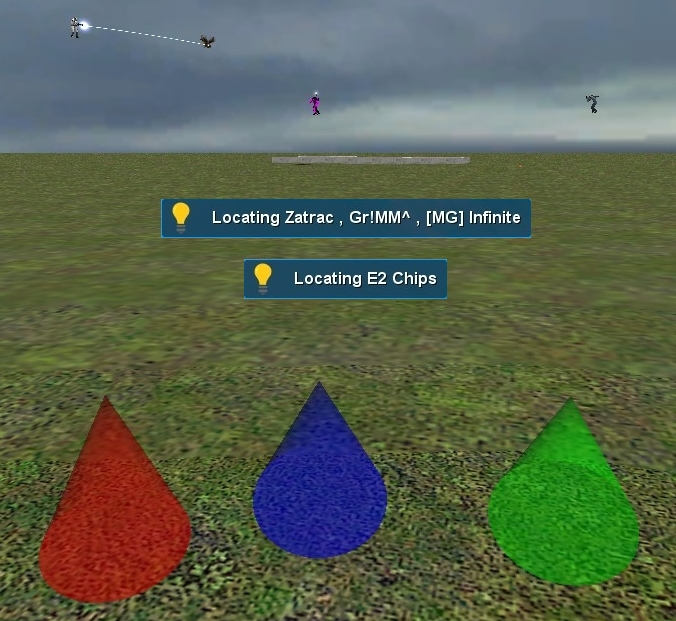 Locating Zatrac , Gr!MM^ , [MG] Infinite
Locating E2 Chips